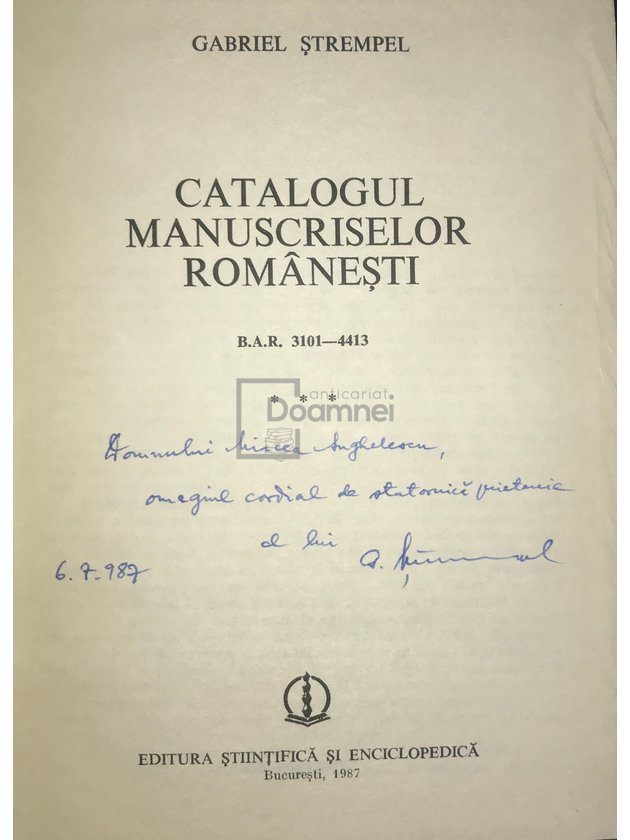 GABRIEL ȘTREMPEL
CATALOGUL
MANUSCRISELOR
ROMÂNEȘTI
B.A.R. 3101—4413
* * *
anticariat
Doamnei
Domnului Mircea Anghelescu,
omagiul cordial de statornică prietenie
al lui G. Ștrempel
6.7.987
EDITURA ȘTIINȚIFICĂ ȘI ENCICLOPEDICĂ
București, 1987